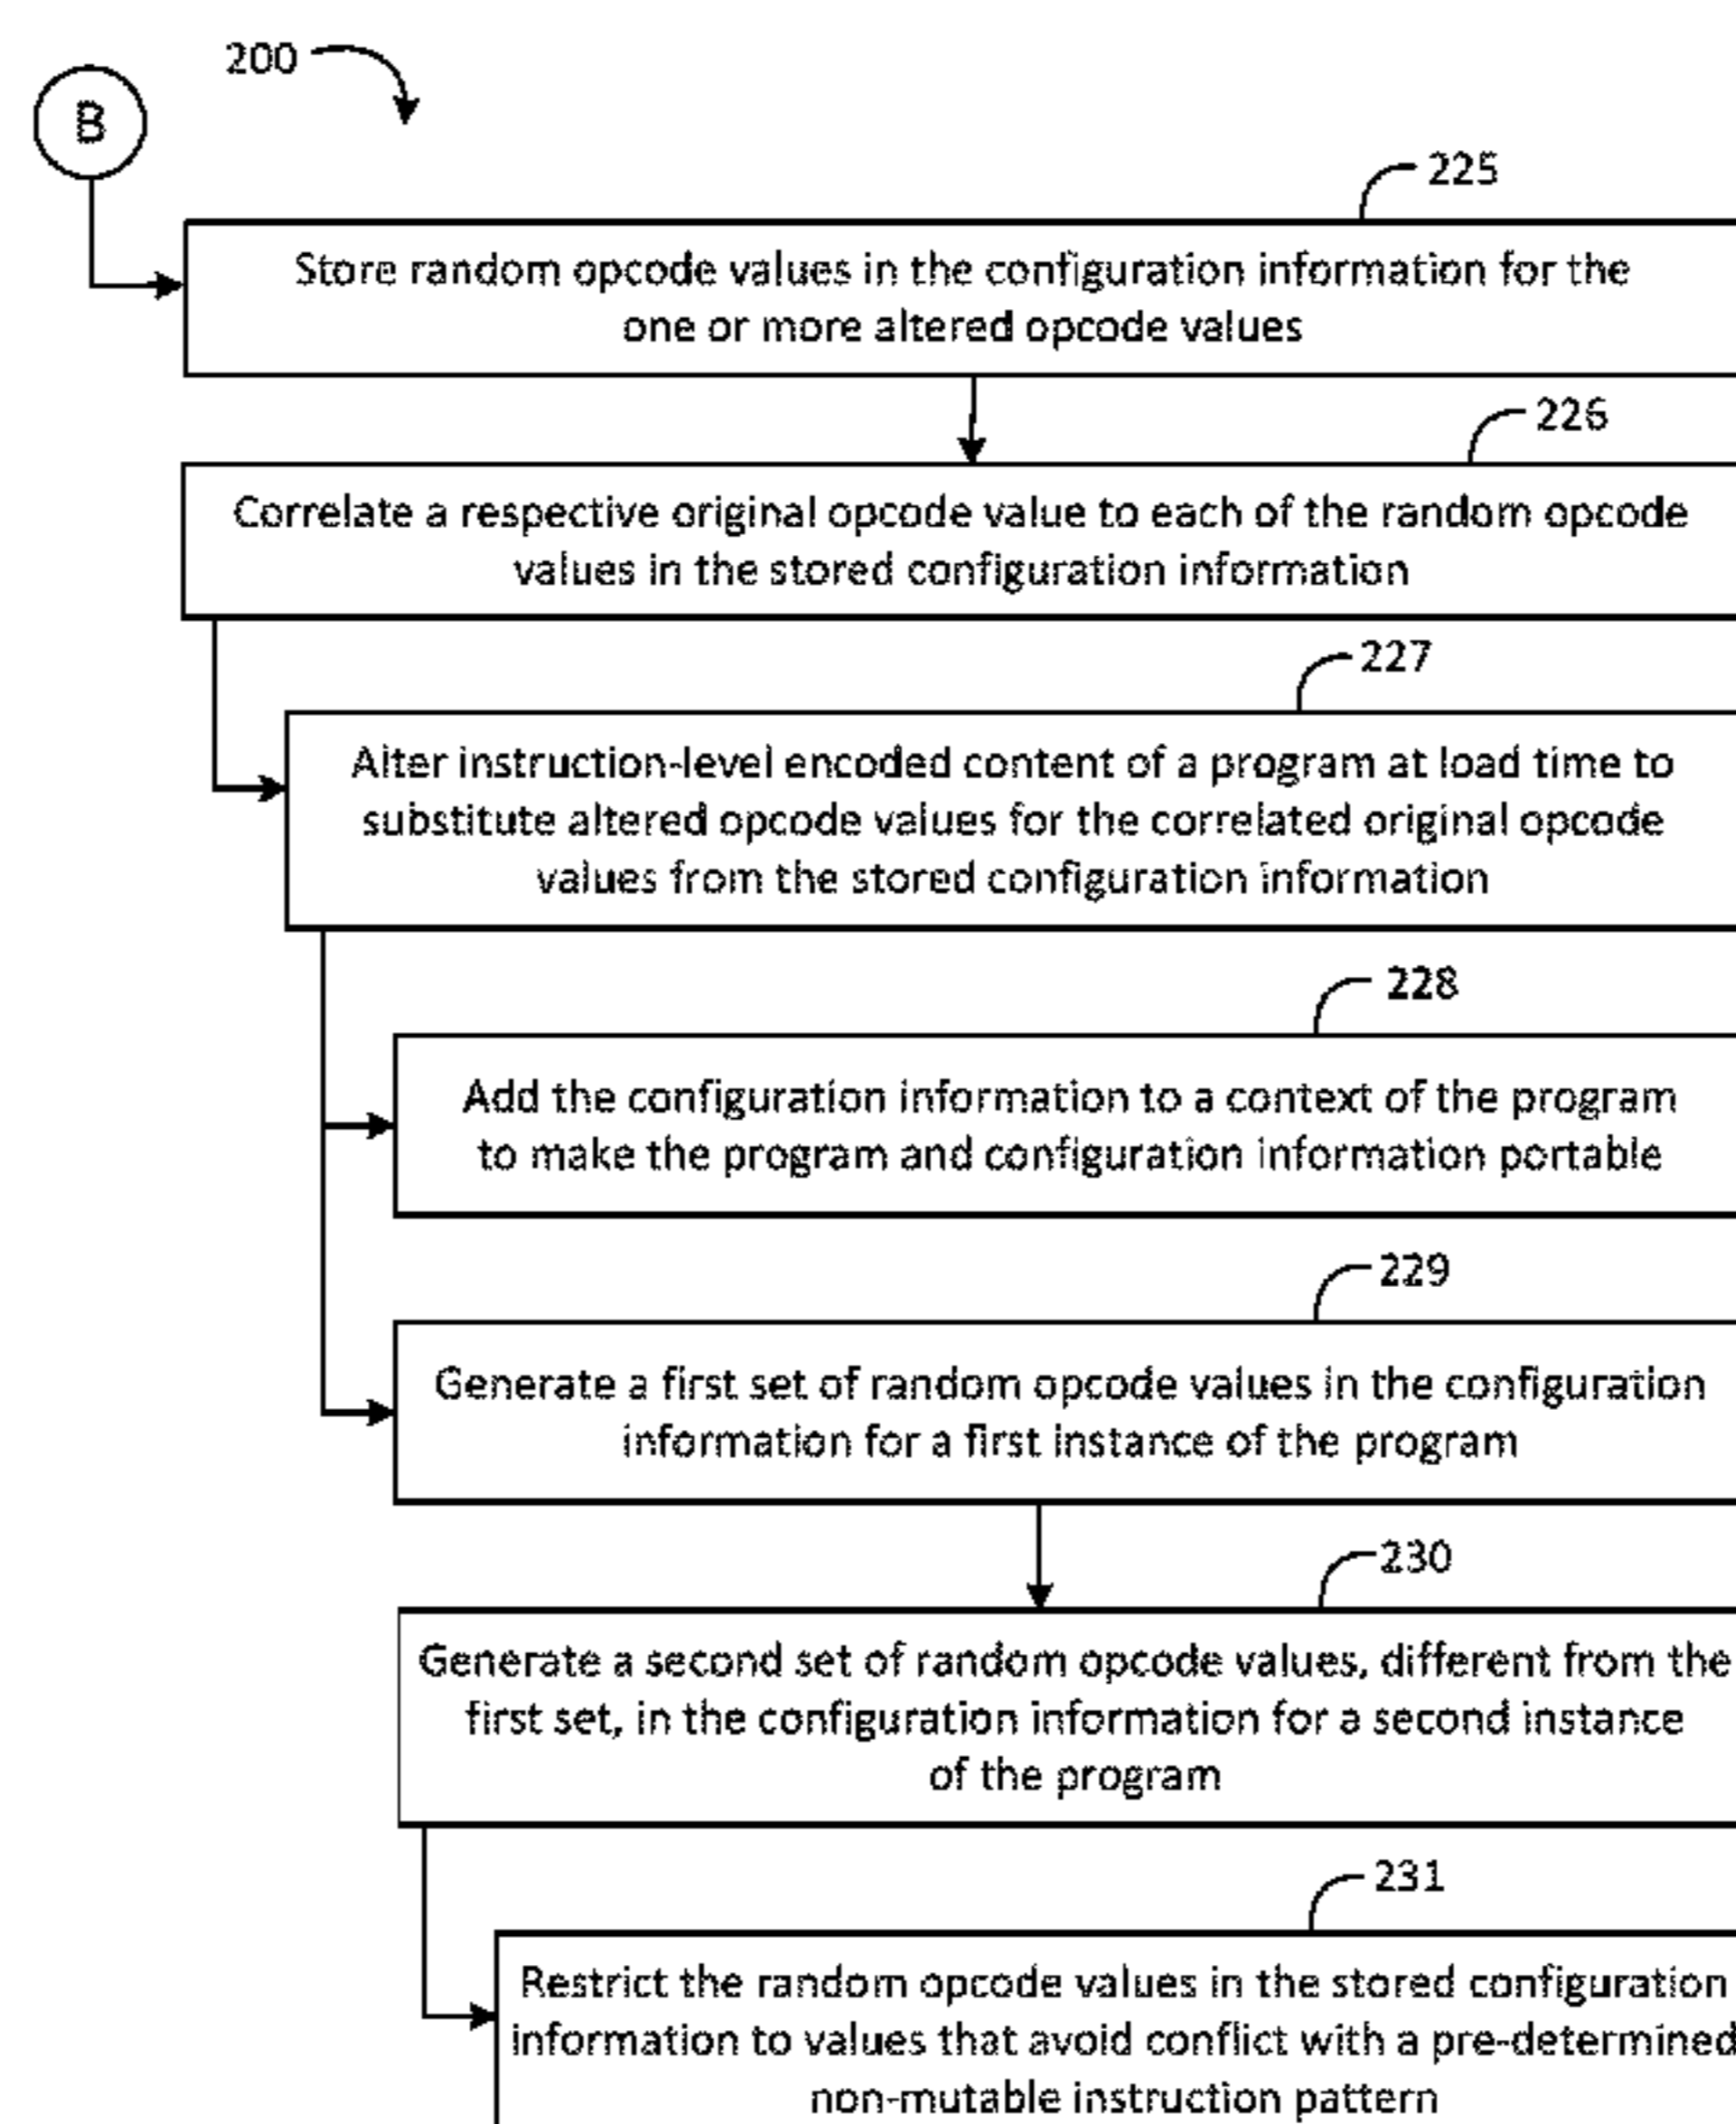 200
B
225
Store random opcode values in the configuration information for the
one or more altered opcode values
226
Correlate a respective original opcode value to each of the random opcode
values in the stored configuration information
227
Alter instruction-level encoded content of a program at load time to
substitute altered opcode values for the correlated original opcode
values from the stored configuration information
228
Add the configuration information to a context of the program
to make the program and configuration information portable
229
Generate a first set of random opcode values in the configuration
information for a first instance of the program
230
Generate a second set of random opcode values, different from the
first set, in the configuration information for a second instance
of the program
231
Restrict the random opcode values in the stored configuration
information to values that avoid conflict with a pre-determined
non-mutable instruction pattern